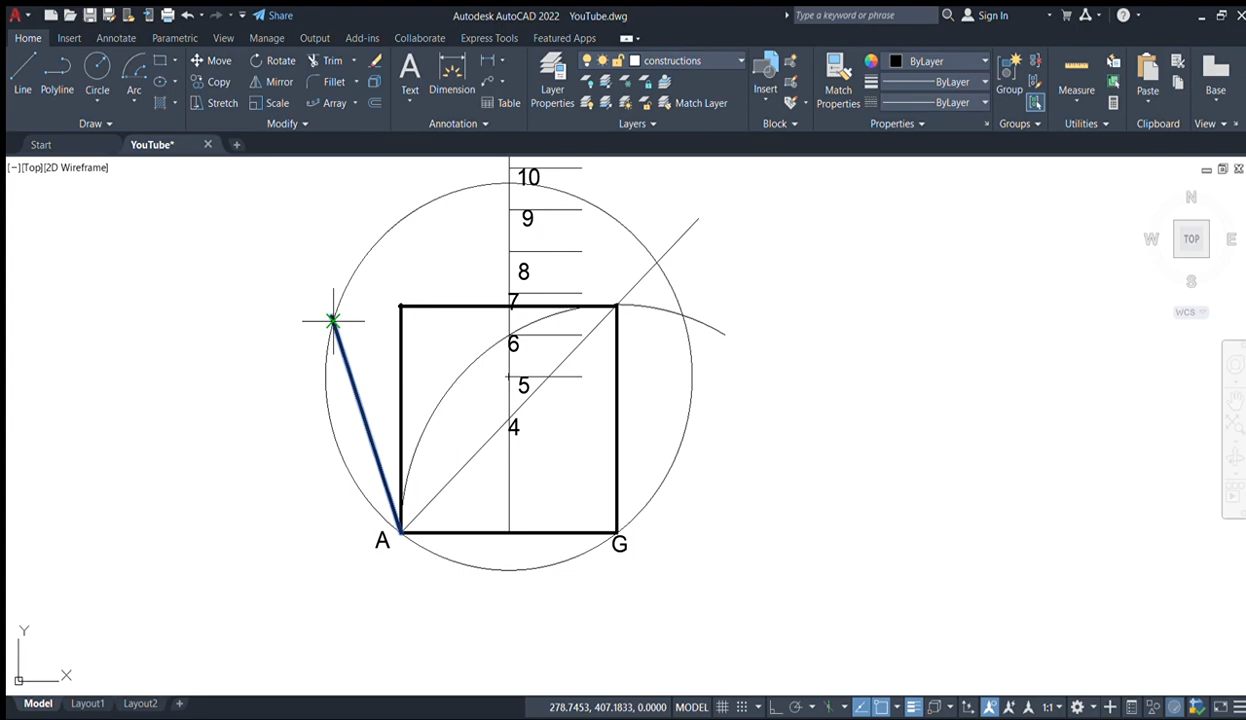 Share
Autodesk AutoCAD 2022 YouTube.dwg
Type a keyword or phrase
Sign In
Home Insert Annotate Parametric View Manage Output Add-ins Collaborate Express Tools Featured Apps
Line Polyline Circle Arc
Move Rotate Trim
Copy Mirror Fillet
Stretch Scale Array
Text Dimension Table
Layer Properties
constructions
Match Layer
Insert
Match Properties
ByLayer
ByLayer
ByLayer
Group
Measure
Paste
Base
Draw Modify Annotation Layers Block Properties Groups Utilities Clipboard View
Start YouTube*
[−][Top][2D Wireframe]
10
9
8
7
6
5
4
A G
N
W TOP E
S
WCS
Y
X
Model Layout1 Layout2
278.7453, 407.1833, 0.0000 MODEL 1:1